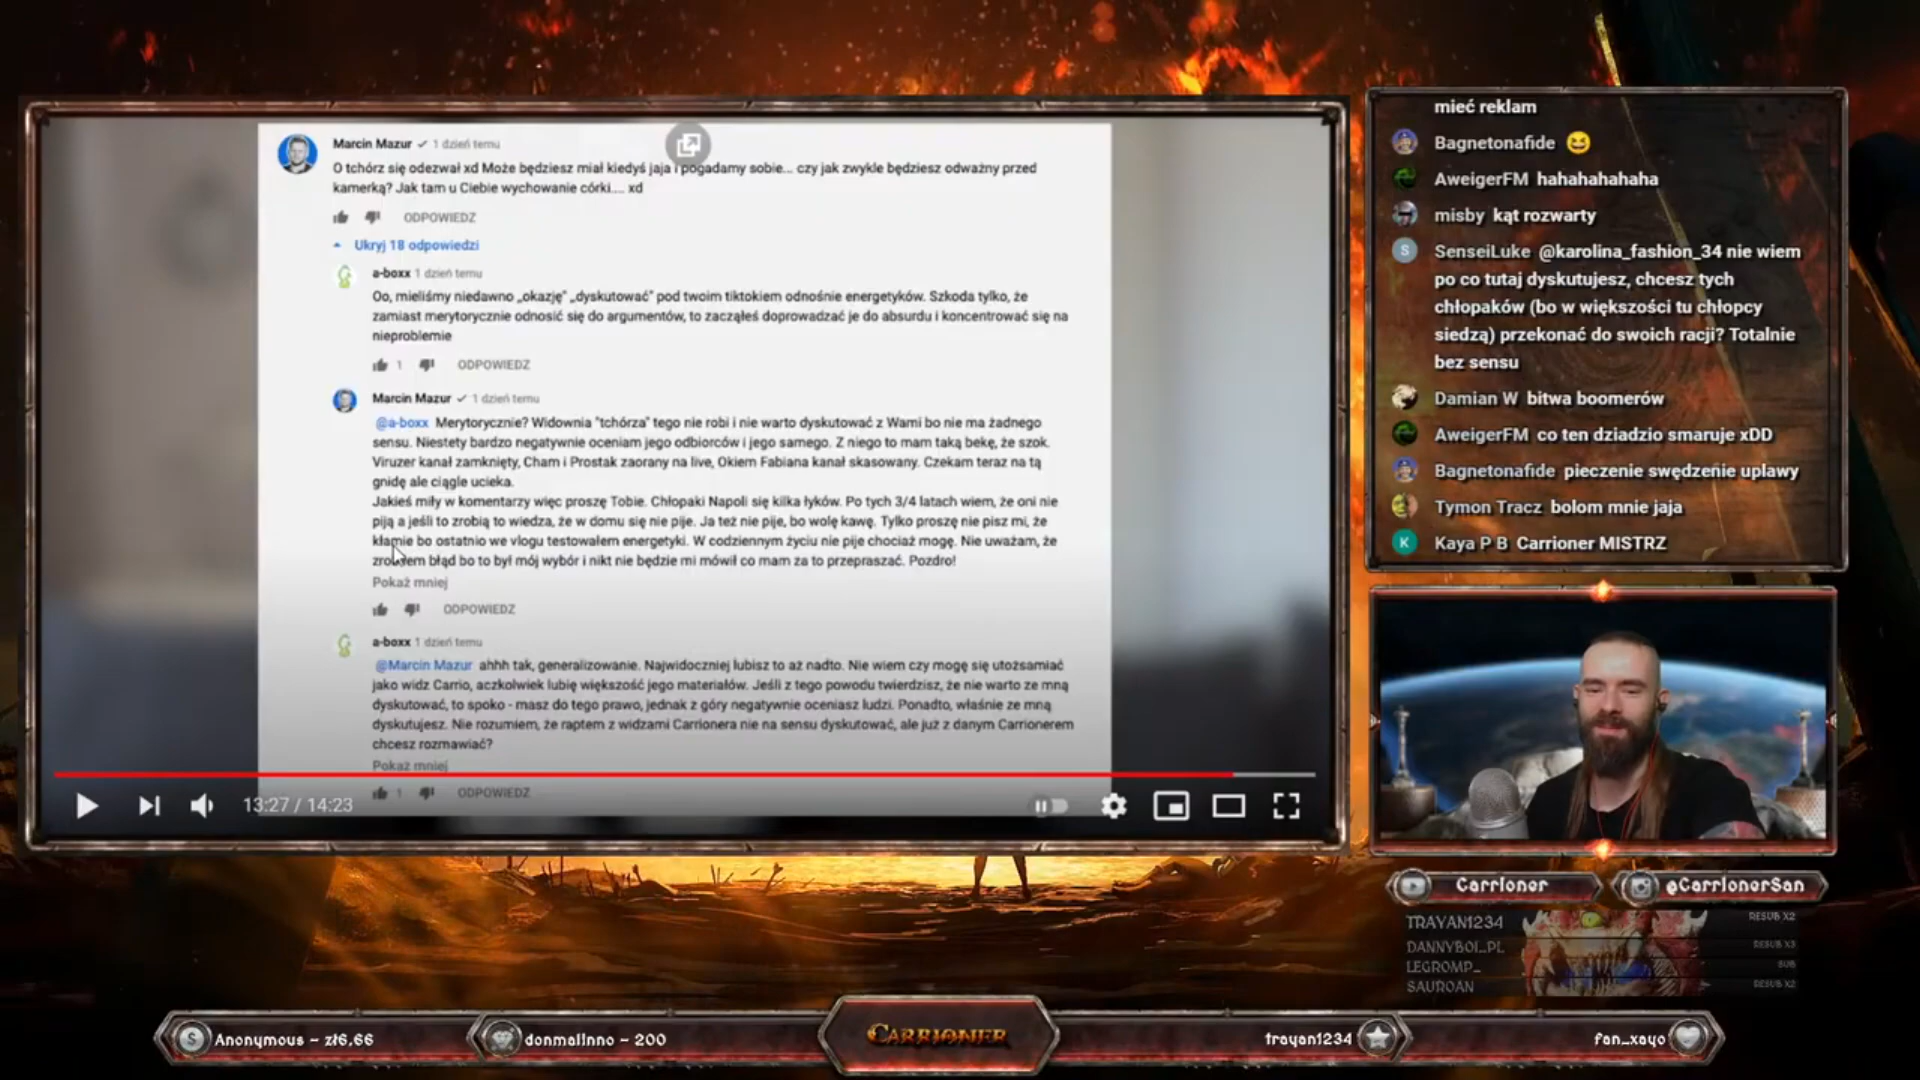 Marcin Mazur 1 dzień temu
O tchórz się odezwał xd Może będziesz miał kiedyś jaja i pogadamy sobie... czy jak zwykle będziesz odważny przed
kamerką? Jak tam u Ciebie wychowanie córki.... xd
ODPOWIEDZ
Ukryj 18 odpowiedzi
a-boxx 1 dzień temu
Oo, mieliśmy niedawno „okazję” „dyskutować” pod twoim tiktokiem odnośnie energetyków. Szkoda tylko, że
zamiast merytorycznie odnosić się do argumentów, to zacząłeś doprowadzać je do absurdu i koncentrować się na
nieproblemie
1 ODPOWIEDZ
Marcin Mazur 1 dzień temu
@a-boxx Merytorycznie? Widownia "tchórza" tego nie robi i nie warto dyskutować z Wami bo nie ma żadnego
sensu. Niestety bardzo negatywnie oceniam jego odbiorców i jego samego. Z niego to mam taką bekę, że szok.
Viruzer kanał zamknięty, Cham i Prostak zaorany na live, Okiem Fabiana kanał skasowany. Czekam teraz na tą
gnidę ale ciągle ucieka.
Jakieś miły w komentarzy więc proszę Tobie. Chłopaki Napoli się kilka łyków. Po tych 3/4 latach wiem, że oni nie
piją a jeśli to zrobią to wiedza, że w domu się nie pije. Ja też nie pije, bo wolę kawę. Tylko proszę nie pisz mi, że
kłamie bo ostatnio we vlogu testowałem energetyki. W codziennym życiu nie pije chociaż mogę. Nie uważam, że
zrobiłem błąd bo to był mój wybór i nikt nie będzie mi mówił co mam za to przepraszać. Pozdro!
Pokaż mniej
ODPOWIEDZ
a-boxx 1 dzień temu
@Marcin Mazur ahhh tak, generalizowanie. Najwidoczniej lubisz to aż nadto. Nie wiem czy mogę się utożsamiać
jako widz Carrio, aczkolwiek lubię większość jego materiałów. Jeśli z tego powodu twierdzisz, że nie warto ze mną
dyskutować, to spoko - masz do tego prawo, jednak z góry negatywnie oceniasz ludzi. Ponadto, właśnie ze mną
dyskutujesz. Nie rozumiem, że raptem z widzami Carrionera nie na sensu dyskutować, ale już z danym Carrionerem
chcesz rozmawiać?
Pokaż mniej
1 ODPOWIEDZ
13:27 / 14:23
mieć reklam
Bagnetonafide 😆
AweigerFM hahahahahaha
misby kąt rozwarty
S SenseiLuke @karolina_fashion_34 nie wiem
po co tutaj dyskutujesz, chcesz tych
chłopaków (bo w większości tu chłopcy
siedzą) przekonać do swoich racji? Totalnie
bez sensu
Damian W bitwa boomerów
AweigerFM co ten dziadzio smaruje xDD
Bagnetonafide pieczenie swędzenie upławy
Tymon Tracz bolom mnie jaja
K Kaya P B Carrioner MISTRZ
Carrioner @CarrionerSan
TRAYAN1234 RESUB X2
DANNYBOI_PL RESUB X3
LEGROMP_ SUB
SAUROAN RESUB X2
Anonymous - zł6.66
donmalinno - 200
CARRIONER
trayan1234
fan_xayo